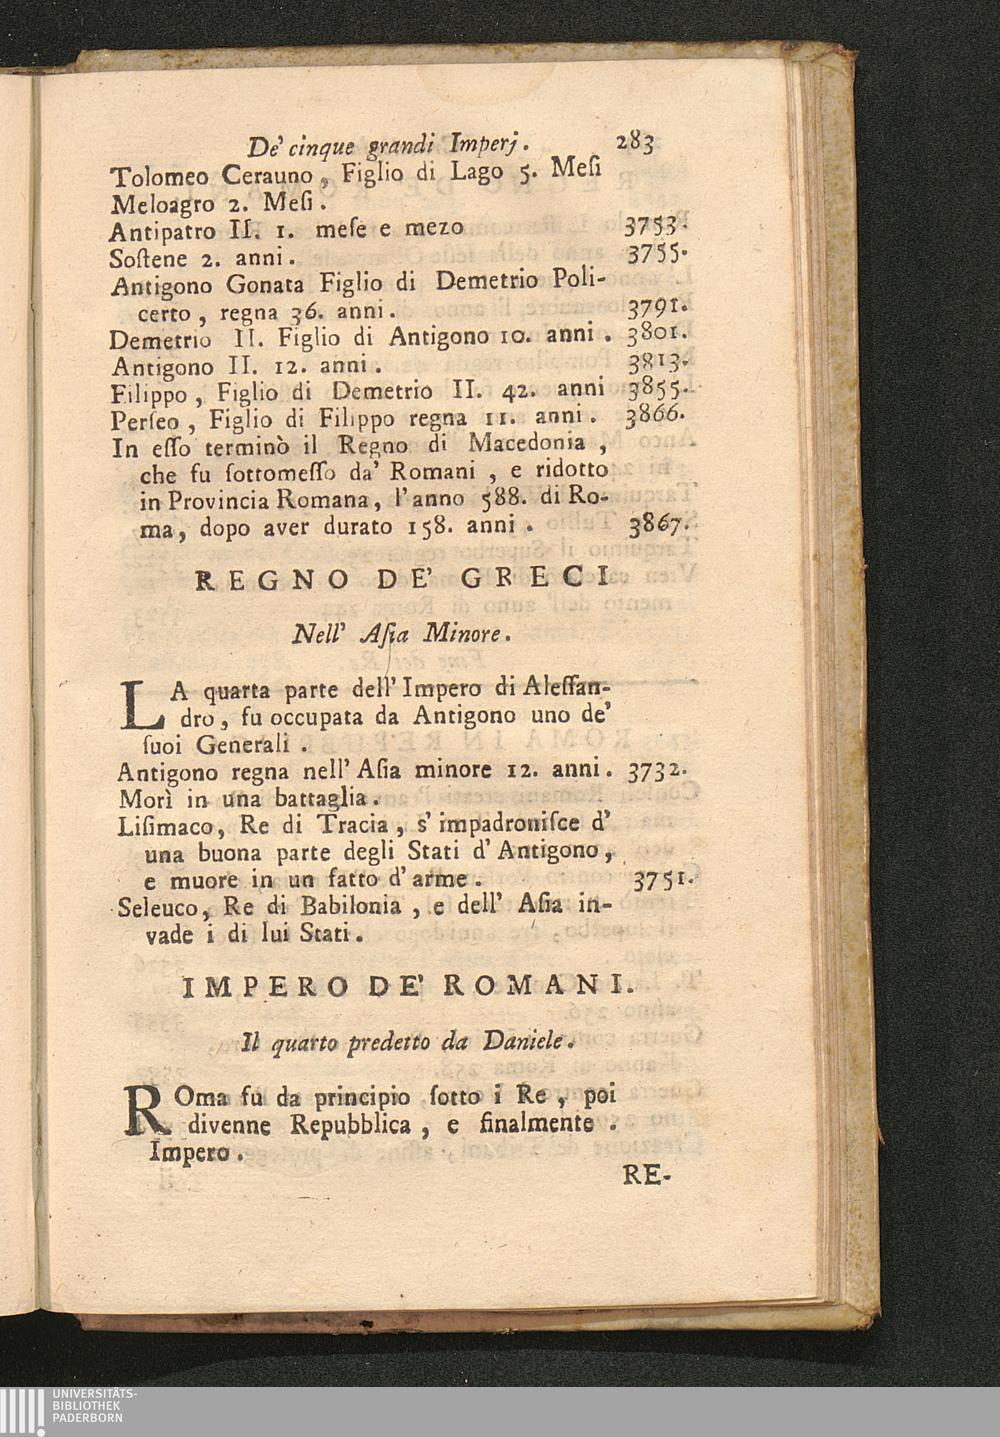 De' cinque grandi Imperj. 283
Tolomeo Cerauno, Figlio di Lago 5. Meſi
Meloagro 2. Meſi.
Antipatro II. 1. meſe e mezo 3753.
Soſtene 2. anni. 3755.
Antigono Gonata Figlio di Demetrio Poli-
certo, regna 36. anni. 3791.
Demetrio II. Figlio di Antigono 10. anni. 3801.
Antigono II. 12. anni. 3813.
Filippo, Figlio di Demetrio II. 42. anni 3855.
Perſeo, Figlio di Filippo regna 11. anni. 3866.
In eſſo terminò il Regno di Macedonia,
che fu ſottomeſſo da' Romani, e ridotto
in Provincia Romana, l'anno 588. di Ro-
ma, dopo aver durato 158. anni. 3867.
REGNO DE' GRECI
Nell' Aſia Minore.
LA quarta parte dell' Impero di Aleſſan-
dro, fu occupata da Antigono uno de'
ſuoi Generali.
Antigono regna nell' Aſia minore 12. anni. 3732.
Morì in una battaglia.
Liſimaco, Re di Tracia, s' impadroniſce d'
una buona parte degli Stati d' Antigono,
e muore in un fatto d' arme. 3751.
Seleuco, Re di Babilonia, e dell' Aſia in-
vade i di lui Stati.
IMPERO DE' ROMANI.
Il quarto predetto da Daniele.
ROma fu da principio ſotto i Re, poi
divenne Repubblica, e finalmente.
Impero.
RE-
UNIVERSITÄTS-
BIBLIOTHEK
PADERBORN